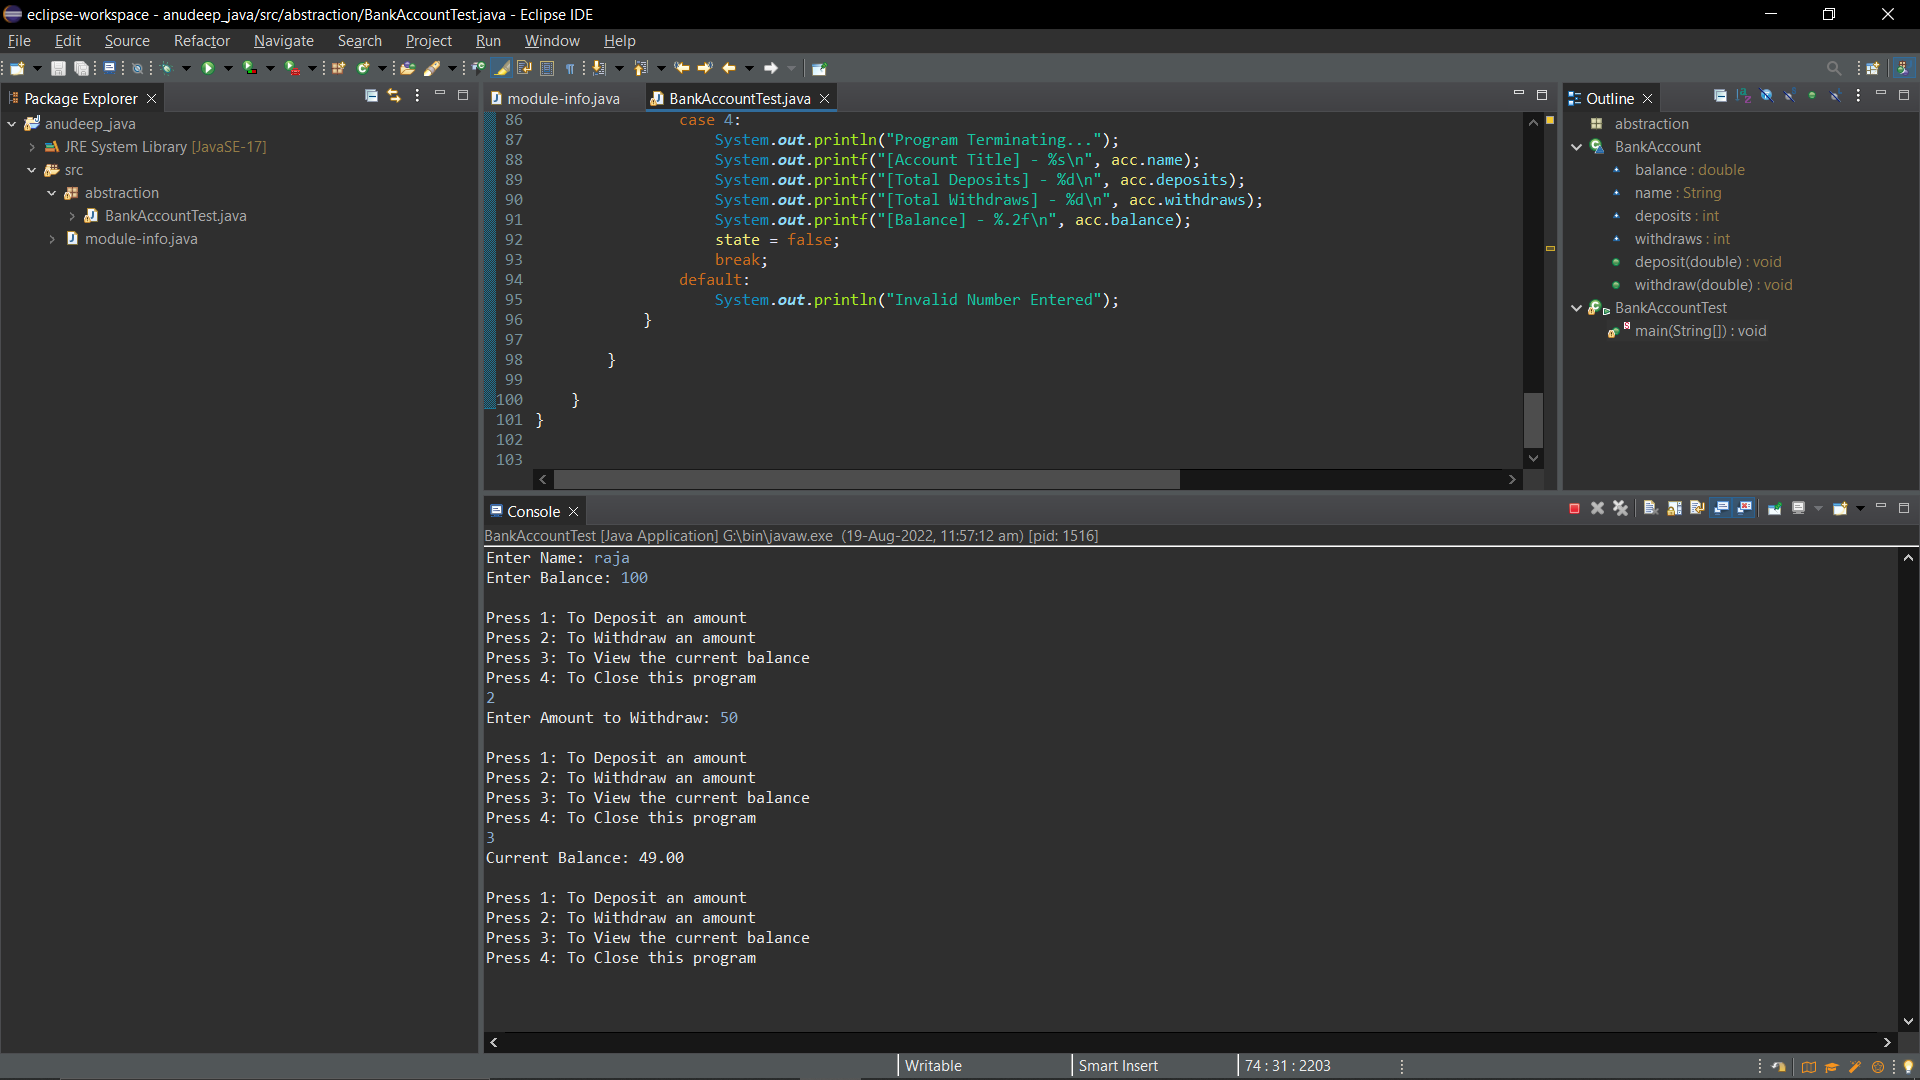 eclipse-workspace - anudeep_java/src/abstraction/BankAccountTest.java - Eclipse IDE
File Edit Source Refactor Navigate Search Project Run Window Help
Package Explorer
anudeep_java
JRE System Library [JavaSE-17]
src
abstraction
BankAccountTest.java
module-info.java
module-info.java BankAccountTest.java
86 case 4:
87 System.out.println("Program Terminating...");
88 System.out.printf("[Account Title] - %s\n", acc.name);
89 System.out.printf("[Total Deposits] - %d\n", acc.deposits);
90 System.out.printf("[Total Withdraws] - %d\n", acc.withdraws);
91 System.out.printf("[Balance] - %.2f\n", acc.balance);
92 state = false;
93 break;
94 default:
95 System.out.println("Invalid Number Entered");
96 }
97
98 }
99
100 }
101 }
102
103
Outline
abstraction
BankAccount
balance : double
name : String
deposits : int
withdraws : int
deposit(double) : void
withdraw(double) : void
BankAccountTest
main(String[]) : void
Console
BankAccountTest [Java Application] G:\bin\javaw.exe (19-Aug-2022, 11:57:12 am) [pid: 1516]
Enter Name: raja
Enter Balance: 100
Press 1: To Deposit an amount
Press 2: To Withdraw an amount
Press 3: To View the current balance
Press 4: To Close this program
2
Enter Amount to Withdraw: 50
Press 1: To Deposit an amount
Press 2: To Withdraw an amount
Press 3: To View the current balance
Press 4: To Close this program
3
Current Balance: 49.00
Press 1: To Deposit an amount
Press 2: To Withdraw an amount
Press 3: To View the current balance
Press 4: To Close this program
Writable Smart Insert 74 : 31 : 2203